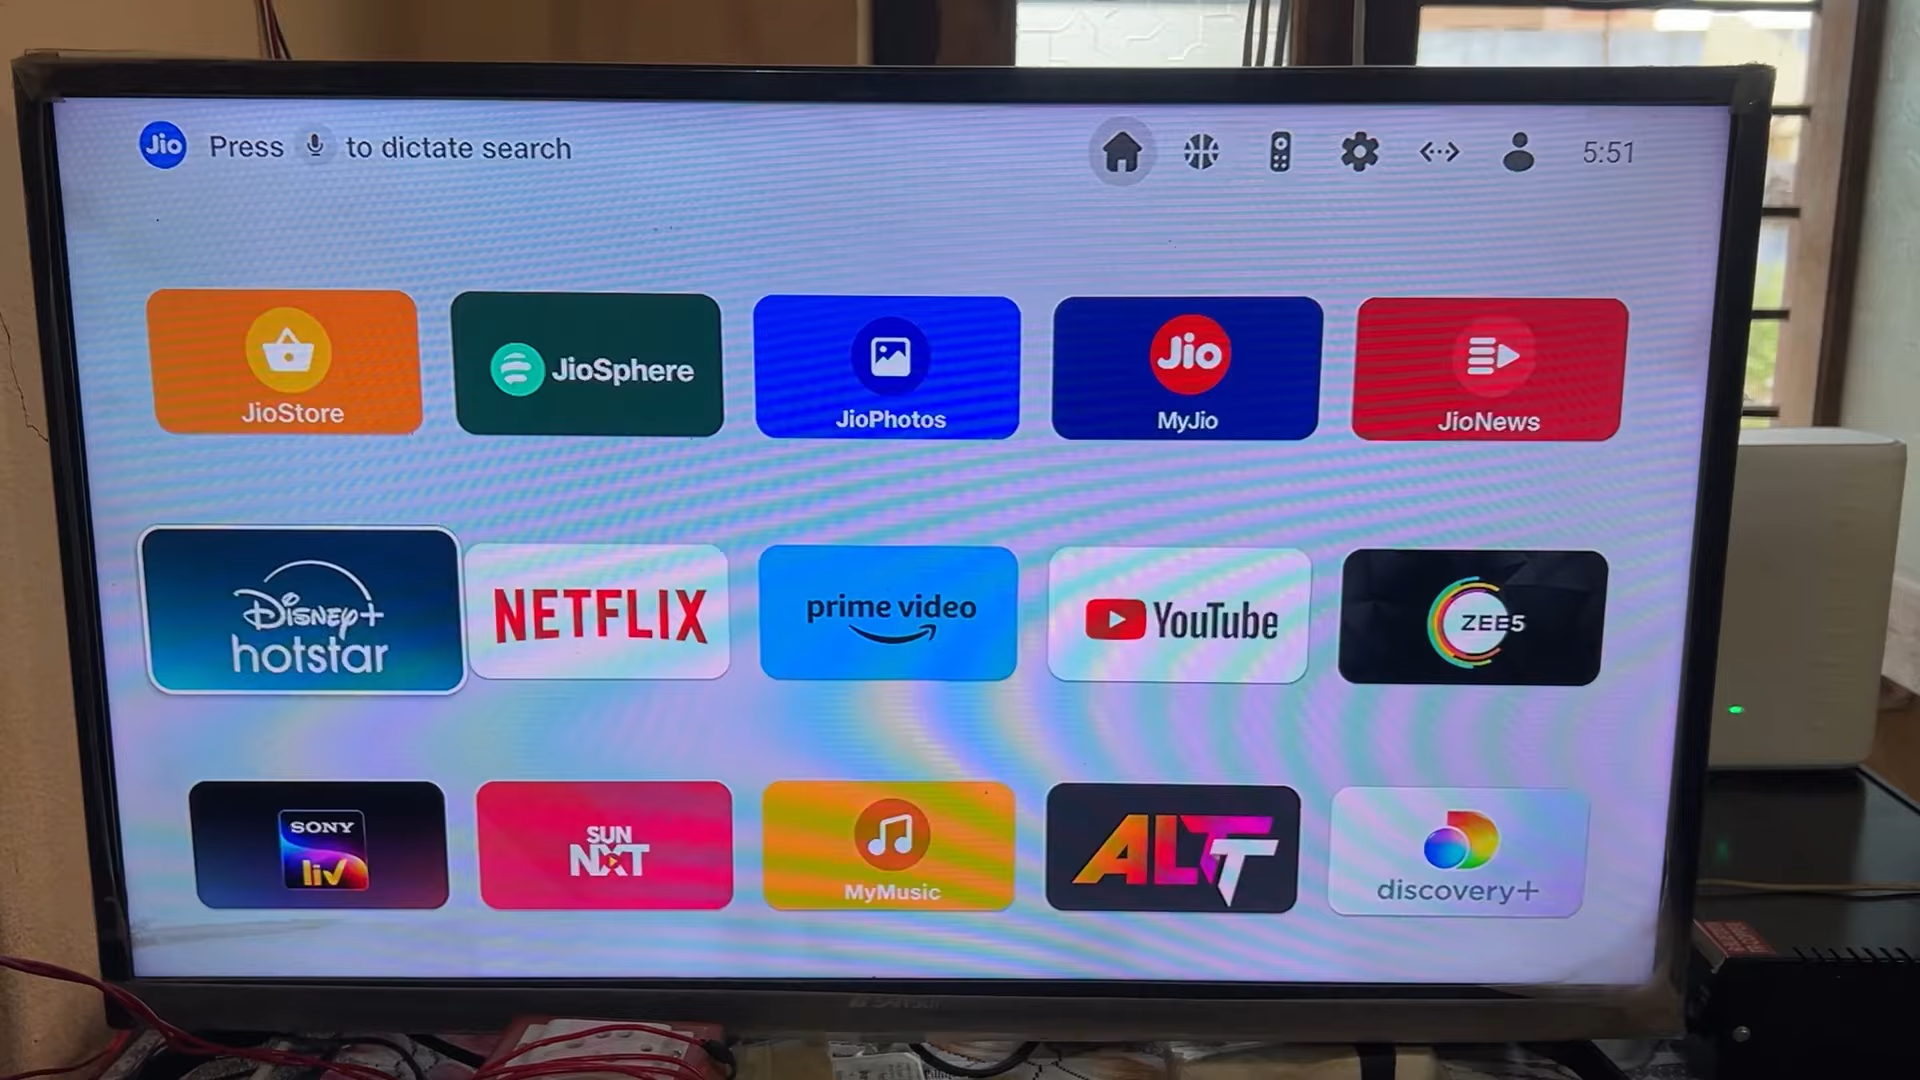 Jio Press to dictate search 5:51
JioStore
JioSphere
JioPhotos
Jio
MyJio
JioNews
Disney+
hotstar
NETFLIX
prime video
YouTube
ZEE5
SONY
liv
SUN
NXT
MyMusic
ALTT
discovery+